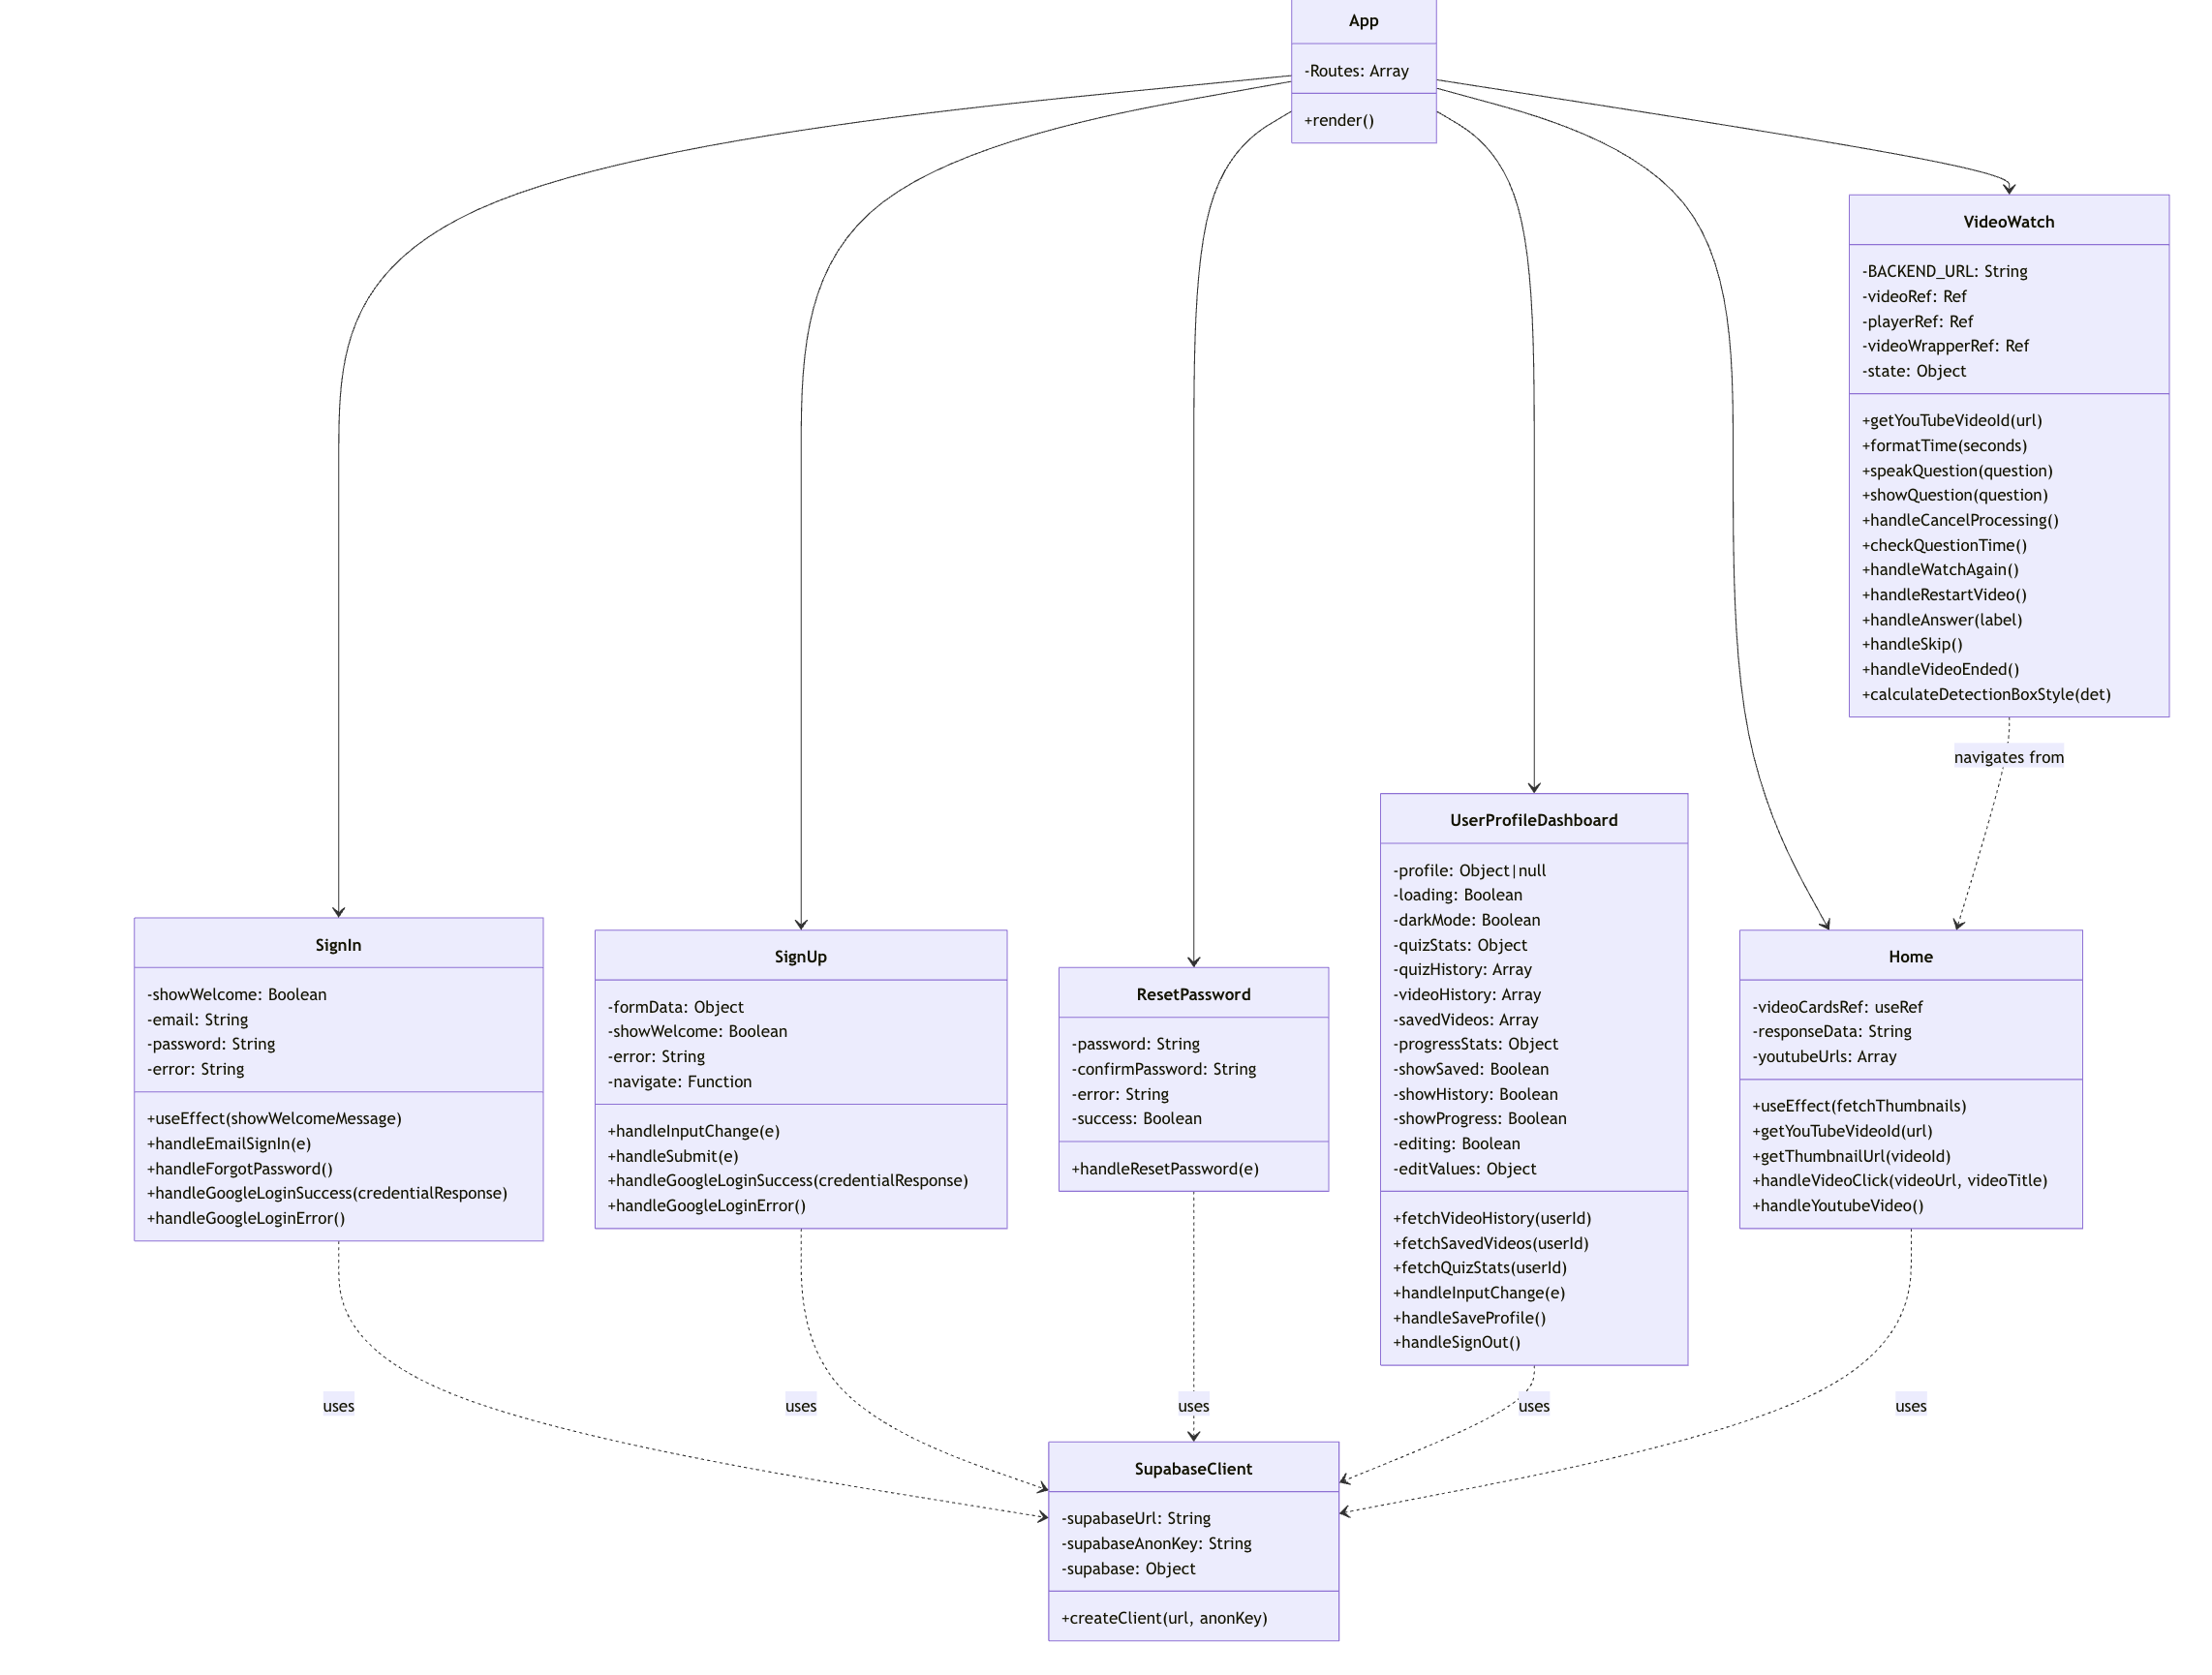 App
-Routes: Array
+render()
VideoWatch
-BACKEND_URL: String
-videoRef: Ref
-playerRef: Ref
-videoWrapperRef: Ref
-state: Object
+getYouTubeVideoId(url)
+formatTime(seconds)
+speakQuestion(question)
+showQuestion(question)
+handleCancelProcessing()
+checkQuestionTime()
+handleWatchAgain()
+handleRestartVideo()
+handleAnswer(label)
+handleSkip()
+handleVideoEnded()
+calculateDetectionBoxStyle(det)
navigates from
SignIn
-showWelcome: Boolean
-email: String
-password: String
-error: String
+useEffect(showWelcomeMessage)
+handleEmailSignIn(e)
+handleForgotPassword()
+handleGoogleLoginSuccess(credentialResponse)
+handleGoogleLoginError()
SignUp
-formData: Object
-showWelcome: Boolean
-error: String
-navigate: Function
+handleInputChange(e)
+handleSubmit(e)
+handleGoogleLoginSuccess(credentialResponse)
+handleGoogleLoginError()
ResetPassword
-password: String
-confirmPassword: String
-error: String
-success: Boolean
+handleResetPassword(e)
UserProfileDashboard
-profile: Object|null
-loading: Boolean
-darkMode: Boolean
-quizStats: Object
-quizHistory: Array
-videoHistory: Array
-savedVideos: Array
-progressStats: Object
-showSaved: Boolean
-showHistory: Boolean
-showProgress: Boolean
-editing: Boolean
-editValues: Object
+fetchVideoHistory(userId)
+fetchSavedVideos(userId)
+fetchQuizStats(userId)
+handleInputChange(e)
+handleSaveProfile()
+handleSignOut()
Home
-videoCardsRef: useRef
-responseData: String
-youtubeUrls: Array
+useEffect(fetchThumbnails)
+getYouTubeVideoId(url)
+getThumbnailUrl(videoId)
+handleVideoClick(videoUrl, videoTitle)
+handleYoutubeVideo()
uses
uses
uses
uses
uses
SupabaseClient
-supabaseUrl: String
-supabaseAnonKey: String
-supabase: Object
+createClient(url, anonKey)